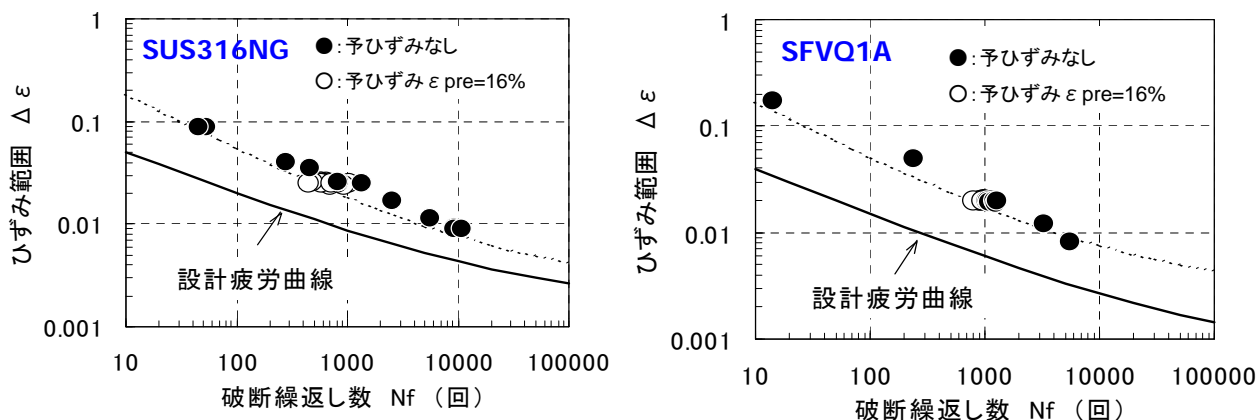 SUS316NG
●:予ひずみなし
○:予ひずみ ε pre=16%
1
0.1
0.01
0.001
ひずみ範囲 Δ ε
設計疲労曲線
10 100 1000 10000 100000
破断繰返し数 Nf (回)
SFVQ1A
●:予ひずみなし
○:予ひずみ ε pre=16%
1
0.1
0.01
0.001
ひずみ範囲 Δ ε
設計疲労曲線
10 100 1000 10000 100000
破断繰返し数 Nf (回)